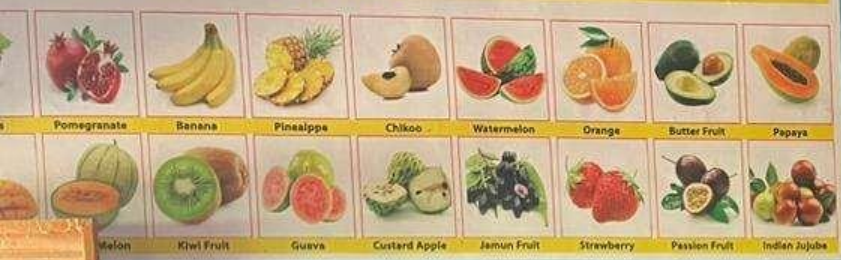 Pomegranate Banana Pinealppe Chikoo Watermelon Orange Butter Fruit Papaya
Melon Kiwi Fruit Guava Custard Apple Jamun Fruit Strawberry Passion Fruit Indian Jujube